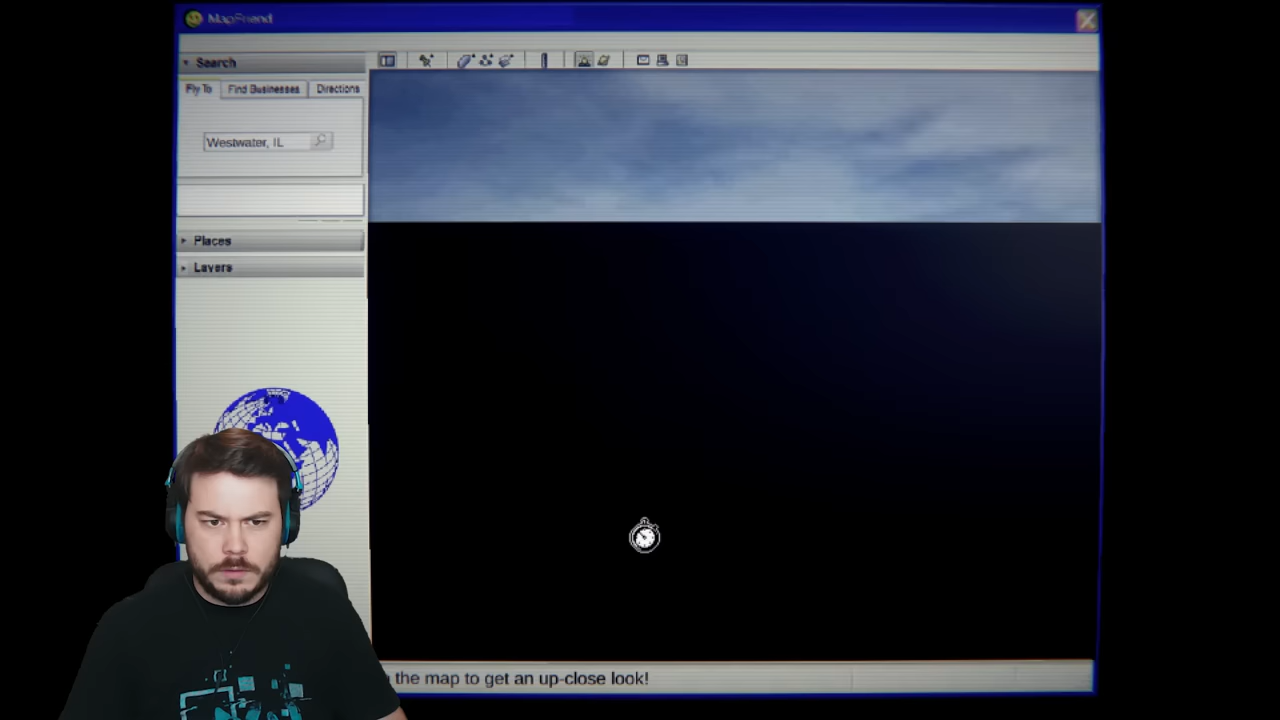 MapFriend
Search
Fly To
Find Businesses
Directions
Westwater, IL
Places
Layers
the map to get an up-close look!